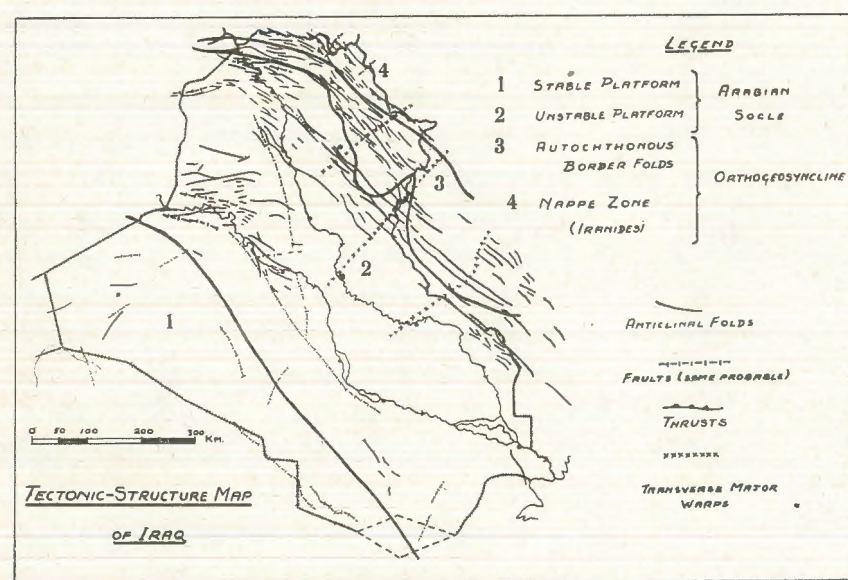 LEGEND
1 STABLE PLATFORM
2 UNSTABLE PLATFORM
ARABIAN
SOCLE
3 AUTOCHTHONOUS
BORDER FOLDS
4 NAPPE ZONE
(IRANIDES)
ORTHOGEOSYNCLINE
ANTICLINAL FOLDS
FAULTS (SOME PROBABLE)
THRUSTS
TRANSVERSE MAJOR
WARPS
4
3
2
1
0 50 100 200 300
KM.
TECTONIC-STRUCTURE MAP
OF IRAQ